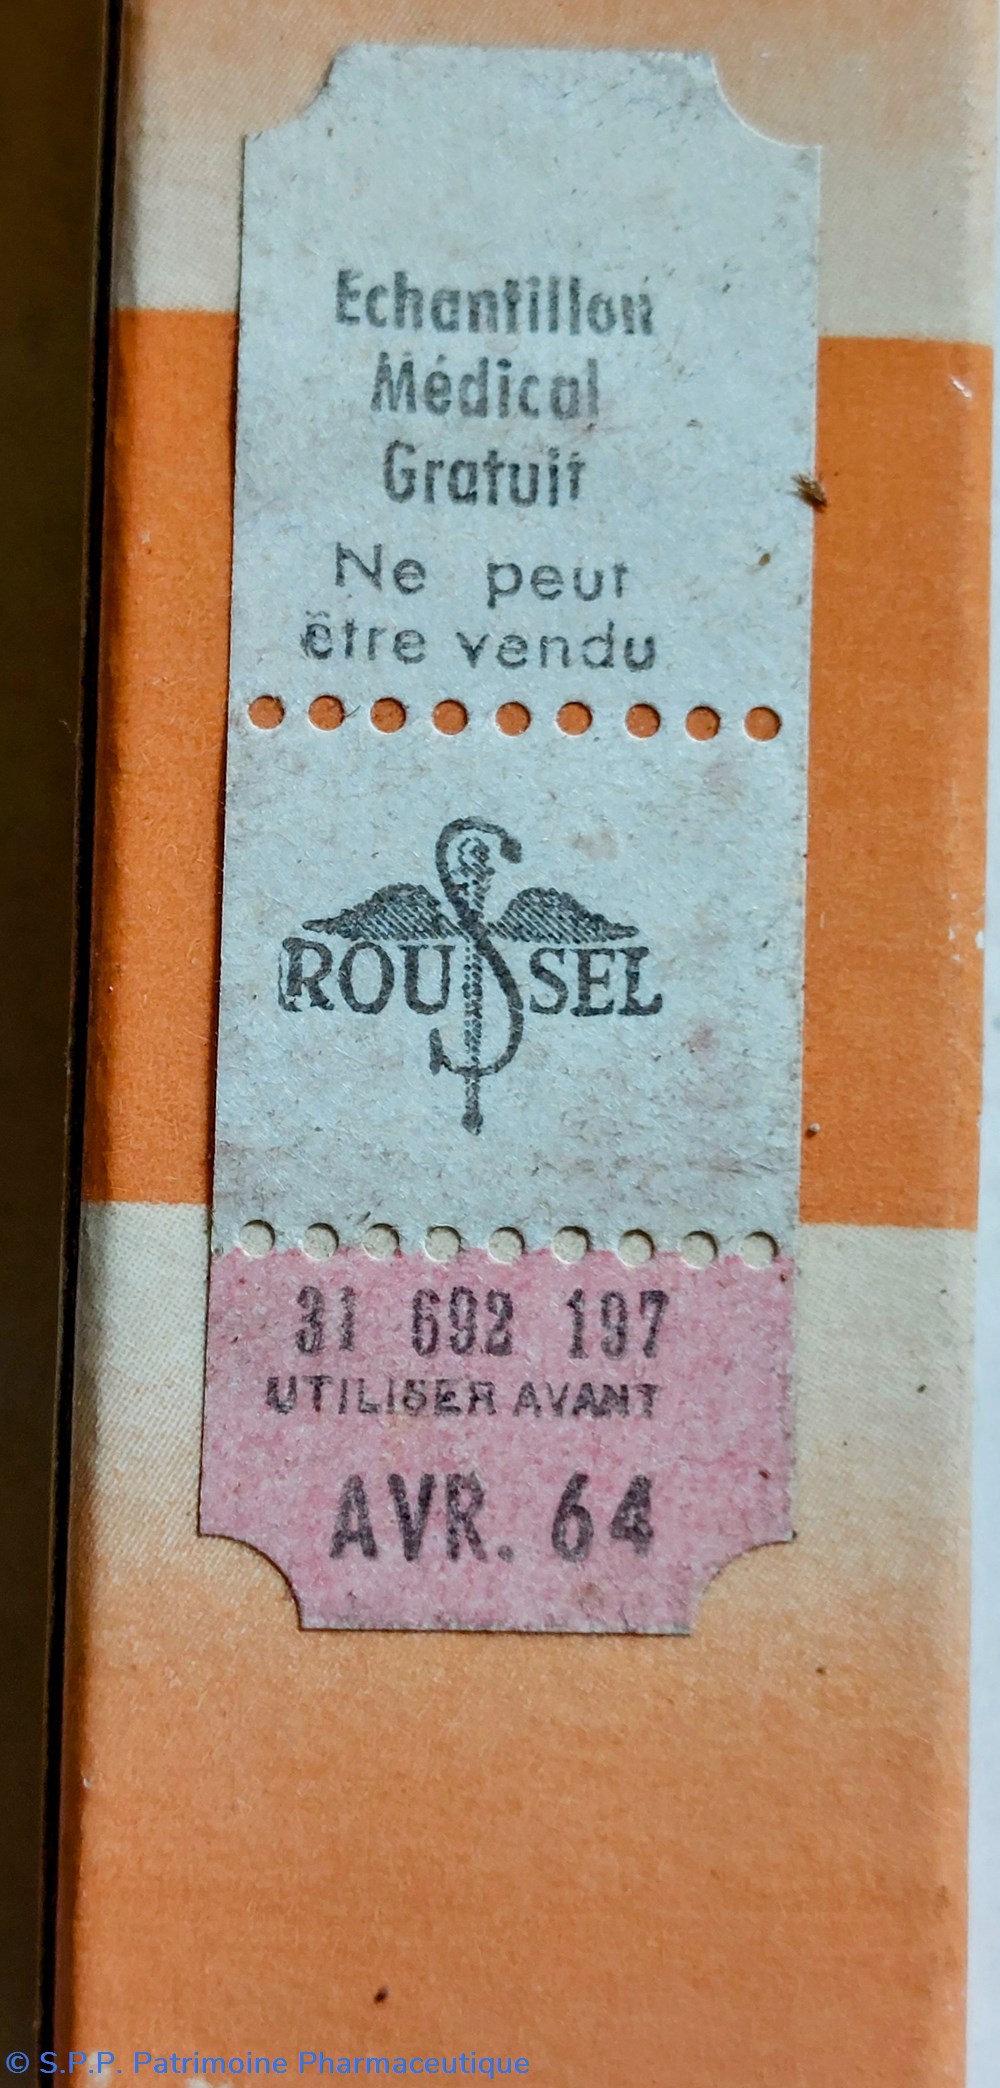 Echantillon
Médical
Gratuit
Ne peut
être vendu
ROUSSEL
31 692 197
UTILISER AVANT
AVR. 64
© S.P.P. Patrimoine Pharmaceutique